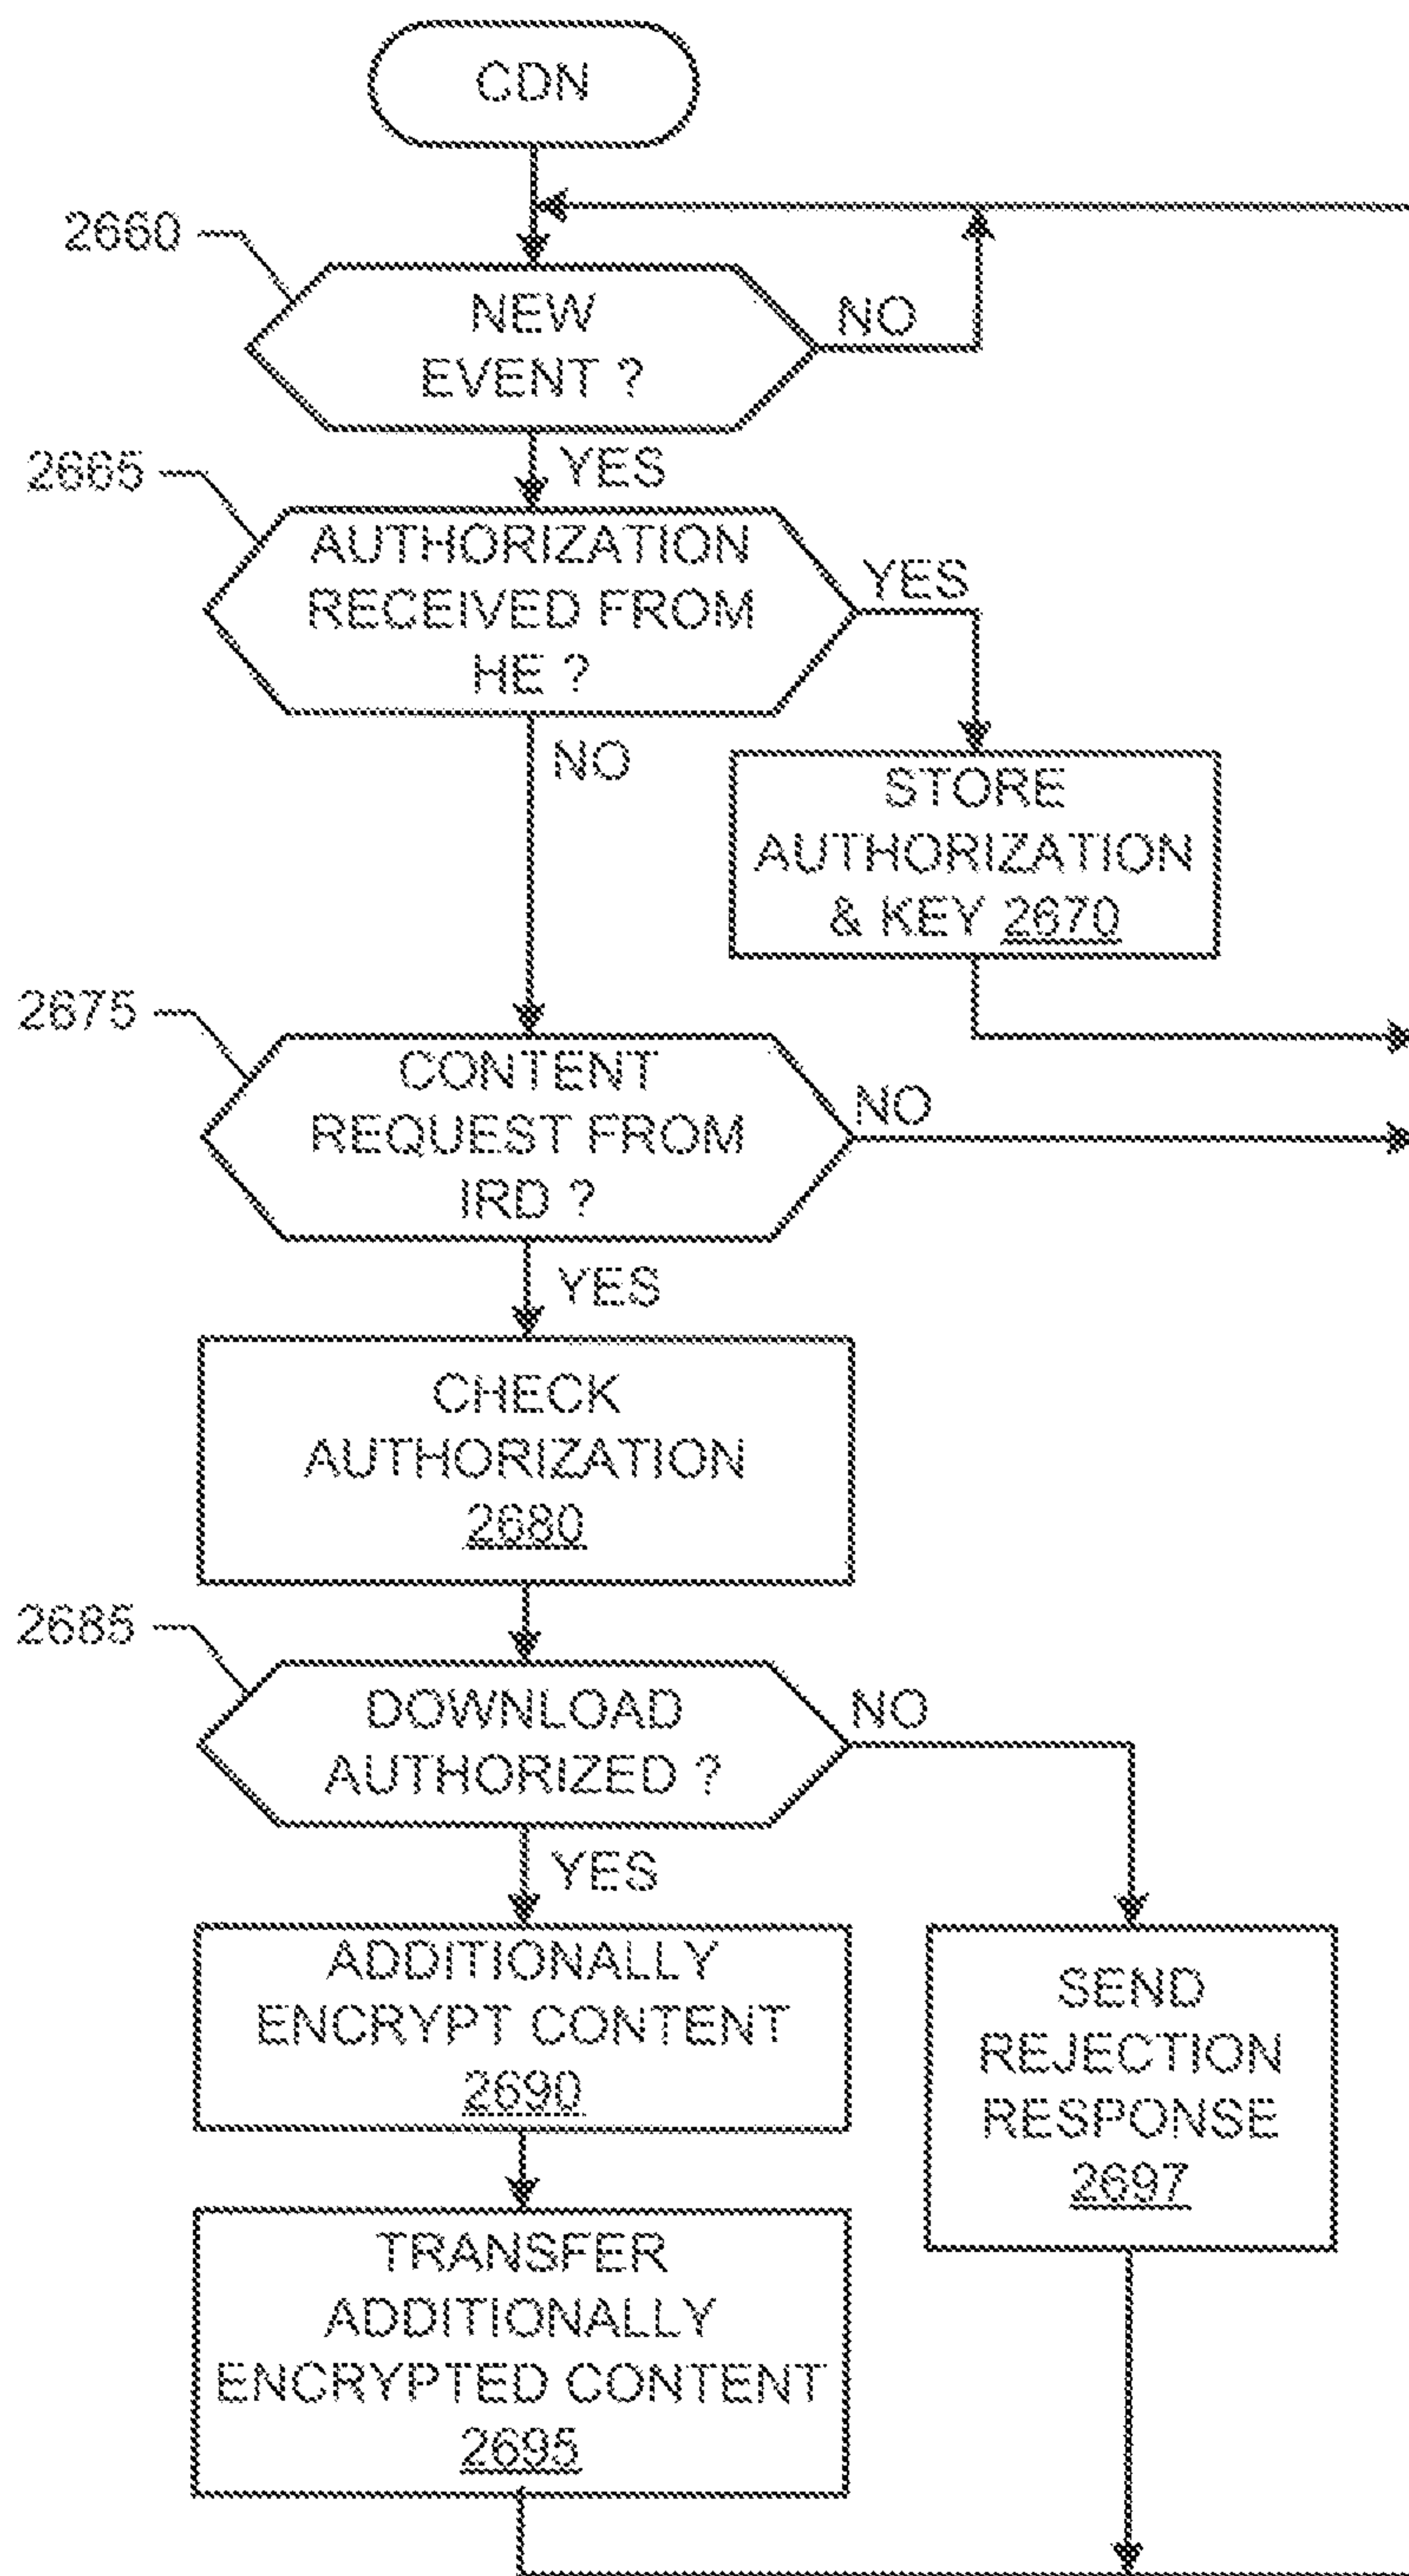 CDN
2660
NEW
EVENT ?
NO
YES
2665
AUTHORIZATION
RECEIVED FROM
HE ?
YES
NO
STORE
AUTHORIZATION
& KEY 2670
2675
CONTENT
REQUEST FROM
IRD ?
NO
YES
CHECK
AUTHORIZATION
2680
2685
DOWNLOAD
AUTHORIZED ?
NO
YES
ADDITIONALLY
ENCRYPT CONTENT
2690
SEND
REJECTION
RESPONSE
2697
TRANSFER
ADDITIONALLY
ENCRYPTED CONTENT
2695